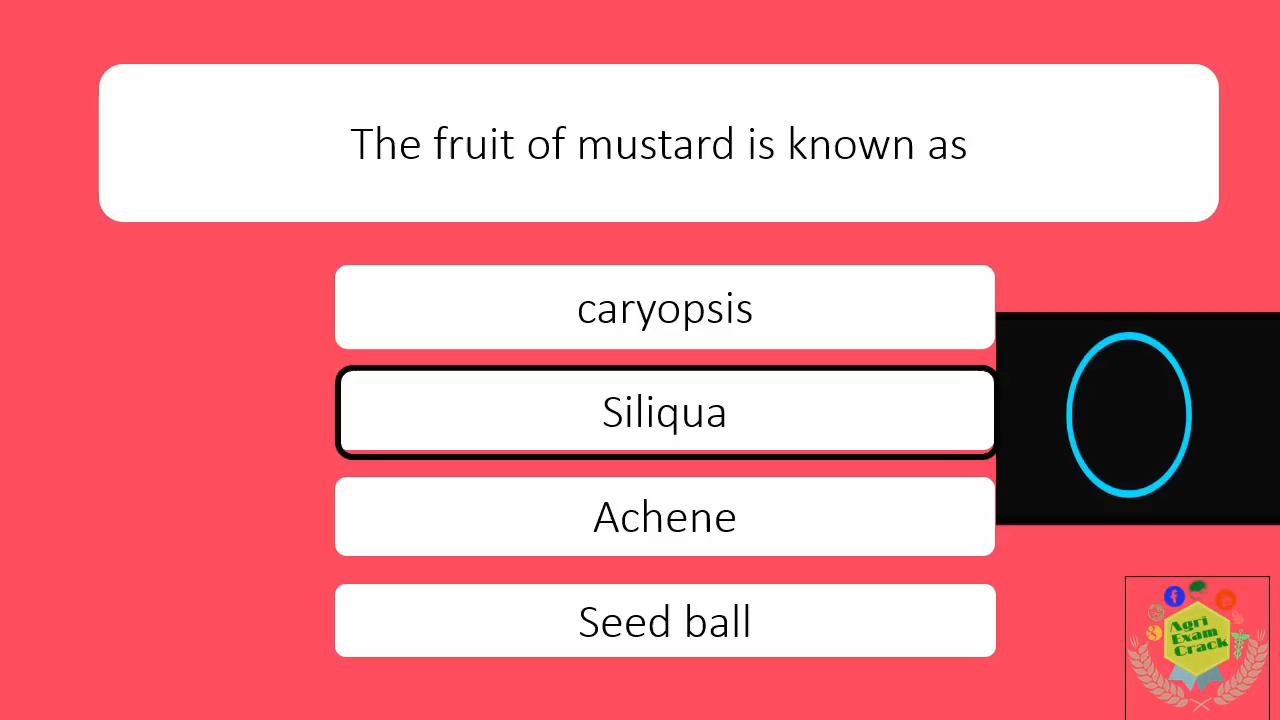 The fruit of mustard is known as
caryopsis
Siliqua
Achene
Seed ball
Agri
Exam
Crack